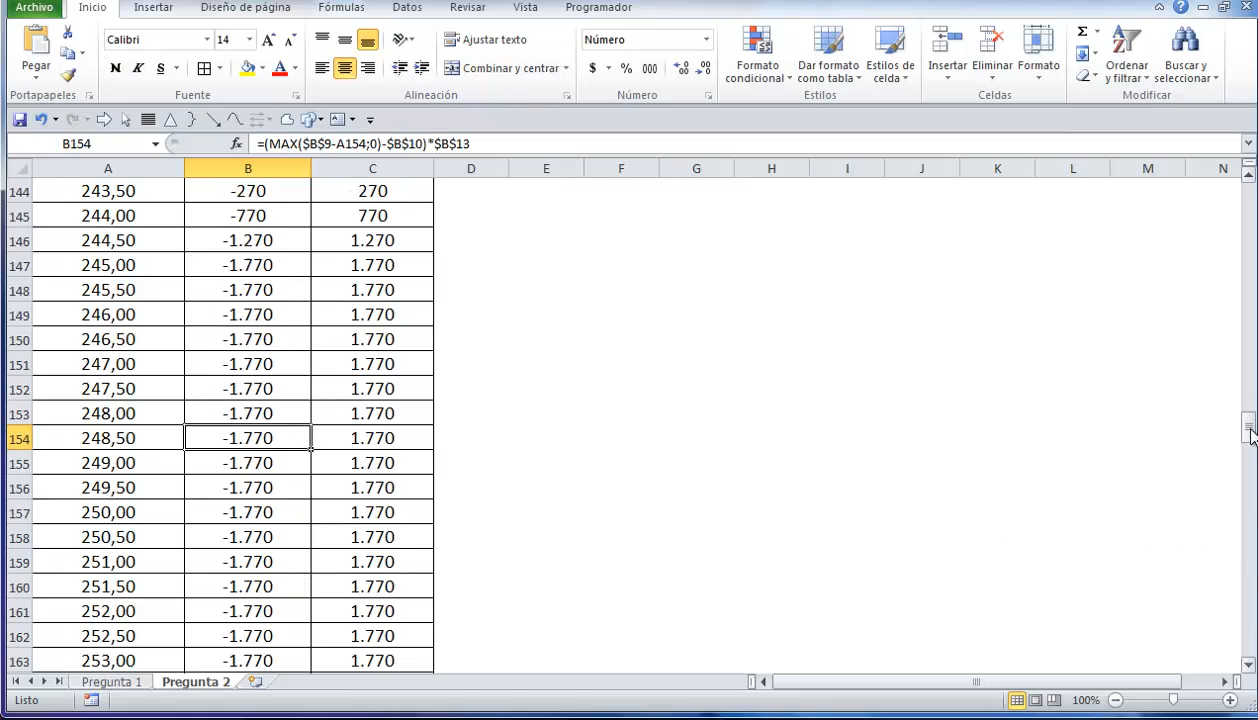 Archivo Inicio Insertar Diseño de página Fórmulas Datos Revisar Vista Programador
Pegar
Calibri 14
N K S
Ajustar texto
Combinar y centrar
Número
$ % 000
Formato condicional
Dar formato como tabla
Estilos de celda
Insertar Eliminar Formato
Ordenar y filtrar
Buscar y seleccionar
Portapapeles Fuente Alineación Número Estilos Celdas Modificar
B154 fx =(MAX($B$9-A154;0)-$B$10)*$B$13
A B C D E F G H I J K L M N
144 243,50 -270 270
145 244,00 -770 770
146 244,50 -1.270 1.270
147 245,00 -1.770 1.770
148 245,50 -1.770 1.770
149 246,00 -1.770 1.770
150 246,50 -1.770 1.770
151 247,00 -1.770 1.770
152 247,50 -1.770 1.770
153 248,00 -1.770 1.770
154 248,50 -1.770 1.770
155 249,00 -1.770 1.770
156 249,50 -1.770 1.770
157 250,00 -1.770 1.770
158 250,50 -1.770 1.770
159 251,00 -1.770 1.770
160 251,50 -1.770 1.770
161 252,00 -1.770 1.770
162 252,50 -1.770 1.770
163 253,00 -1.770 1.770
Pregunta 1 Pregunta 2
Listo 100%